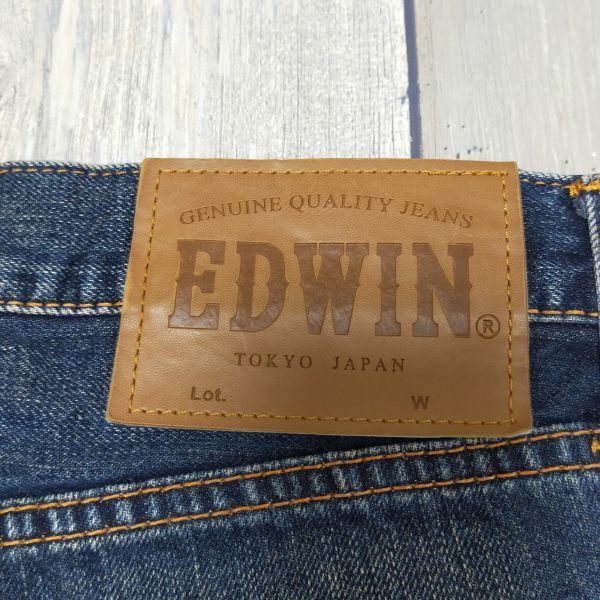 GENUINE QUALITY JEANS
EDWIN®
TOKYO JAPAN
Lot. W